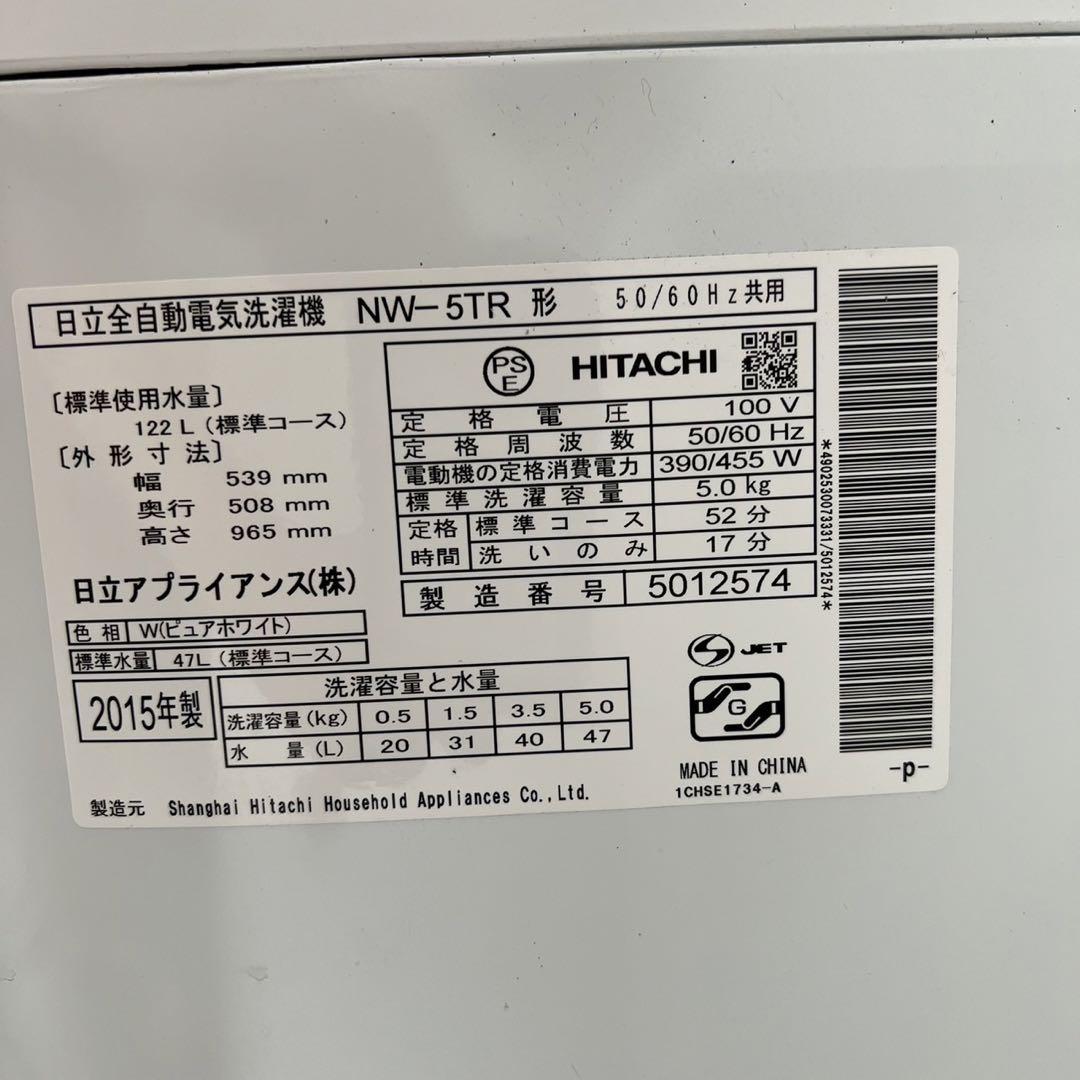 日立全自動電気洗濯機 NW-5TR 形 50/60Hz共用
〔標準使用水量〕
122 L (標準コース)
〔外 形 寸 法〕
幅 539 mm
奥行 508 mm
高さ 965 mm
日立アプライアンス(株)
色 相 W(ピュアホワイト)
標準水量 47L (標準コース)
2015年製
PS
E
HITACHI
定 格 電 圧 100 V
定 格 周 波 数 50/60 Hz
電動機の定格消費電力 390/455 W
標 準 洗 濯 容 量 5.0 kg
定格時間 標 準 コ ー ス 52 分
洗 い の み 17 分
製 造 番 号 5012574
洗濯容量と水量
洗濯容量(kg) 0.5 1.5 3.5 5.0
水 量(L) 20 31 40 47
S JET
G
MADE IN CHINA
1CHSE1734-A
製造元 Shanghai Hitachi Household Appliances Co.,Ltd.
*4902530073331/5012574*
-p-